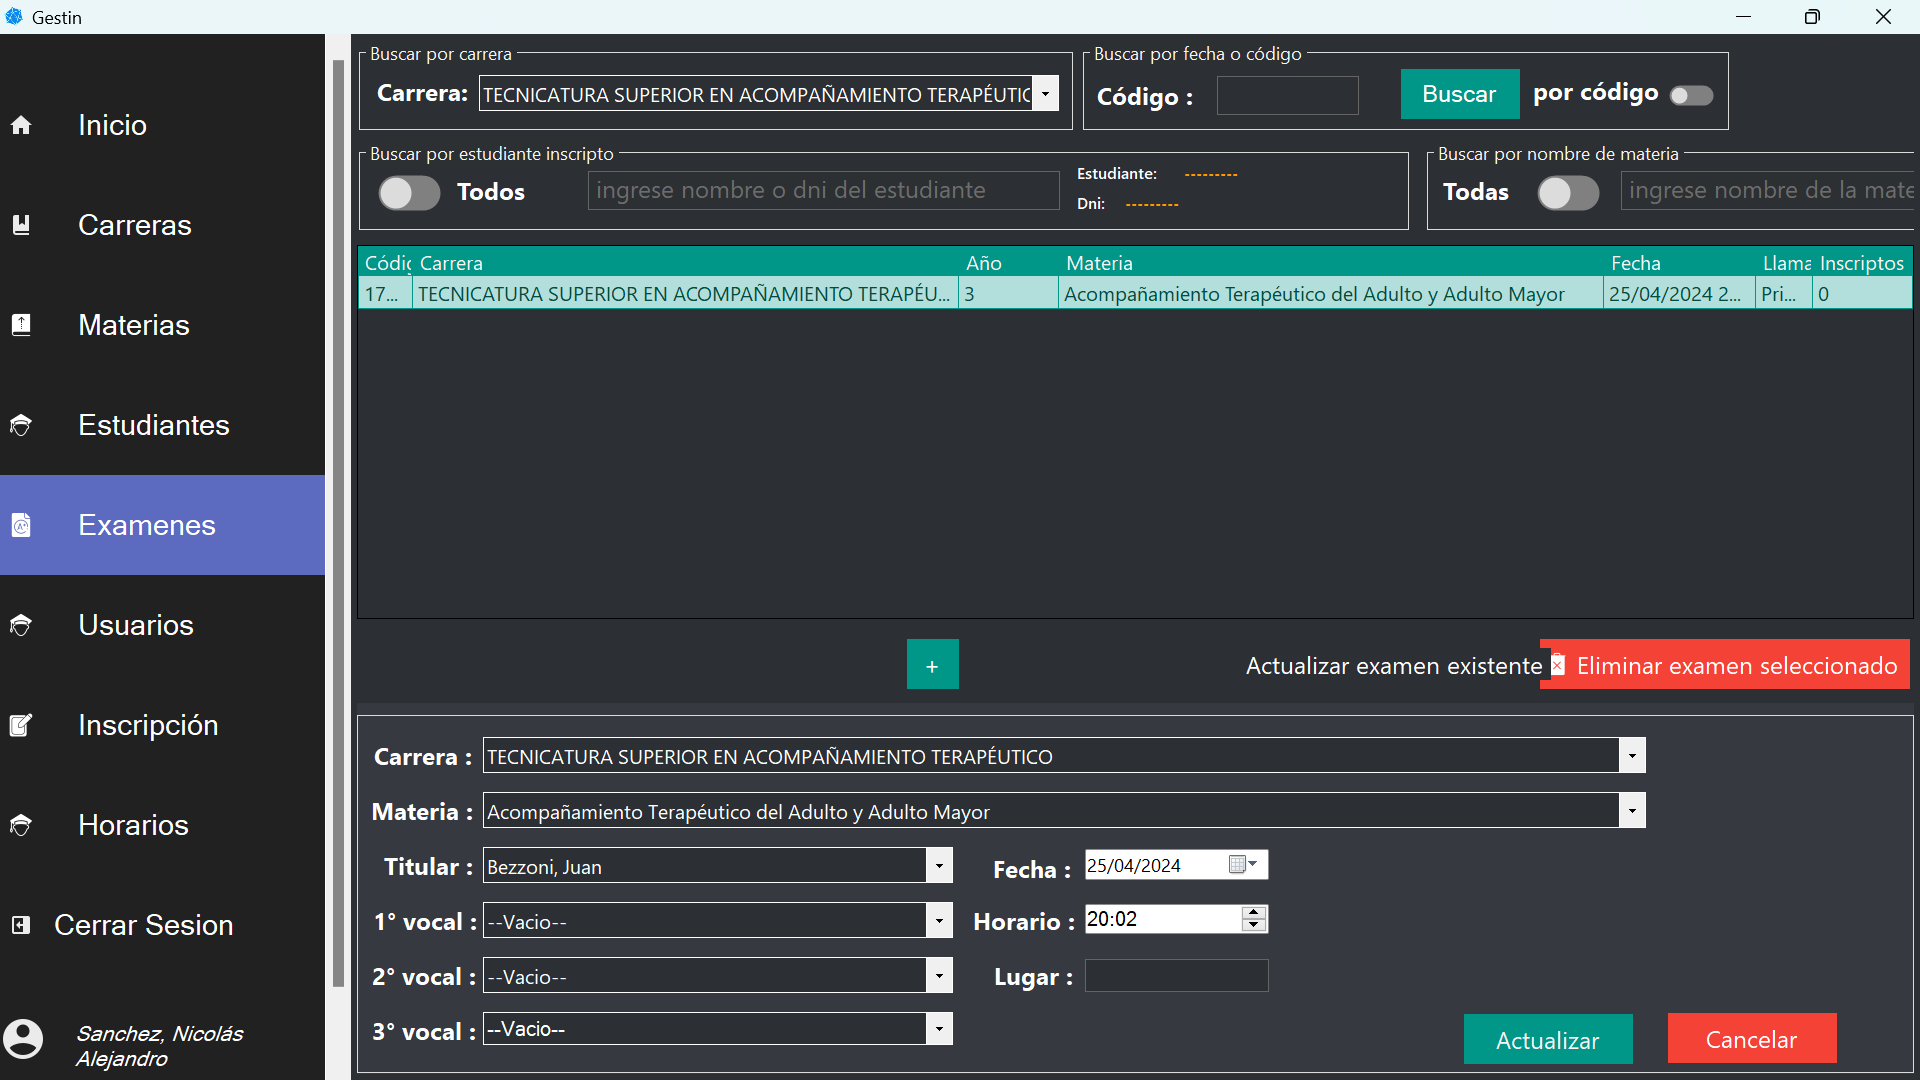 Gestin
Inicio
Carreras
Materias
Estudiantes
Examenes
Usuarios
Inscripción
Horarios
Cerrar Sesion
Sanchez, Nicolás
Alejandro
Buscar por carrera
Carrera: TECNICATURA SUPERIOR EN ACOMPAÑAMIENTO TERAPÉUTIC
Buscar por fecha o código
Código : Buscar por código
Buscar por estudiante inscripto
Todos ingrese nombre o dni del estudiante
Estudiante: ---------
Dni: ---------
Buscar por nombre de materia
Todas ingrese nombre de la mate
Códig Carrera Año Materia Fecha Llama Inscriptos
17... TECNICATURA SUPERIOR EN ACOMPAÑAMIENTO TERAPÉU... 3 Acompañamiento Terapéutico del Adulto y Adulto Mayor 25/04/2024 2... Pri... 0
+ Actualizar examen existente Eliminar examen seleccionado
Carrera : TECNICATURA SUPERIOR EN ACOMPAÑAMIENTO TERAPÉUTICO
Materia : Acompañamiento Terapéutico del Adulto y Adulto Mayor
Titular : Bezzoni, Juan Fecha : 25/04/2024
1° vocal : --Vacio-- Horario : 20:02
2° vocal : --Vacio-- Lugar :
3° vocal : --Vacio--
Actualizar Cancelar